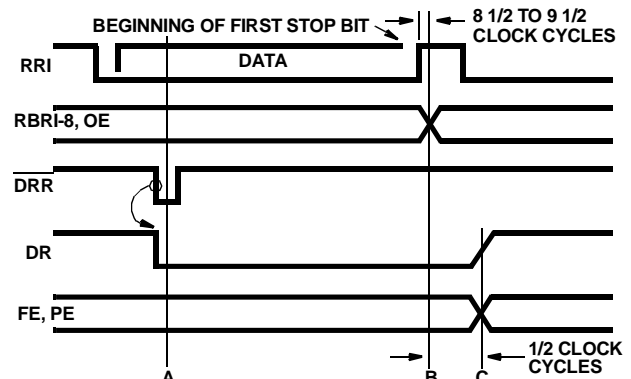 BEGINNING OF FIRST STOP BIT
8 1/2 TO 9 1/2
CLOCK CYCLES
RRI
DATA
RBRI-8, OE
DRR
DR
FE, PE
1/2 CLOCK
CYCLES
A
B
C